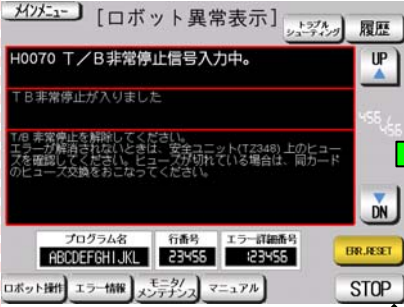 メインメニュー
[ロボット異常表示]
トラブル
シューティング
履歴
H0070 T/B非常停止信号入力中。
UP
TB非常停止が入りました
456/456
T/B 非常停止を解除してください。
エラーが解消されないときは、安全ユニット(TZ348)上のヒュー
ズを確認してください。ヒューズが切れている場合は、同カード
のヒューズ交換をおこなってください。
DN
プログラム名 行番号 エラー詳細番号
ABCDEFGHIJKL 23456 123456
ERR.RESET
ロボット操作 エラー情報 モニタ/
メンテナンス マニュアル STOP